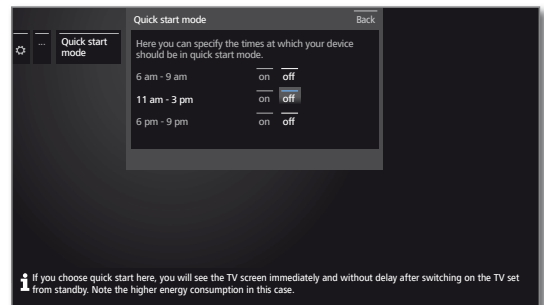 Quick start mode Back
... Quick start
mode
Here you can specify the times at which your device
should be in quick start mode.
6 am - 9 am on off
11 am - 3 pm on off
6 pm - 9 pm on off
If you choose quick start here, you will see the TV screen immediately and without delay after switching on the TV set
from standby. Note the higher energy consumption in this case.